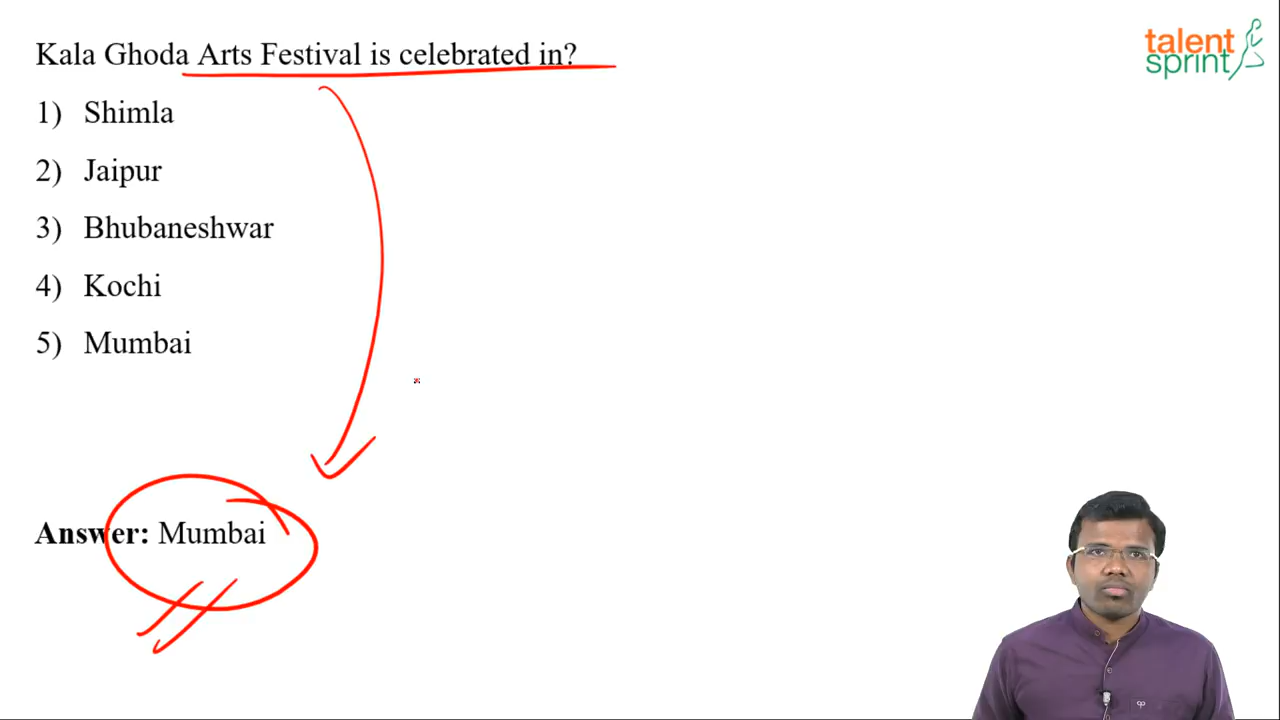 Kala Ghoda Arts Festival is celebrated in?
talent
sprint
1) Shimla
2) Jaipur
3) Bhubaneshwar
4) Kochi
5) Mumbai
Answer: Mumbai